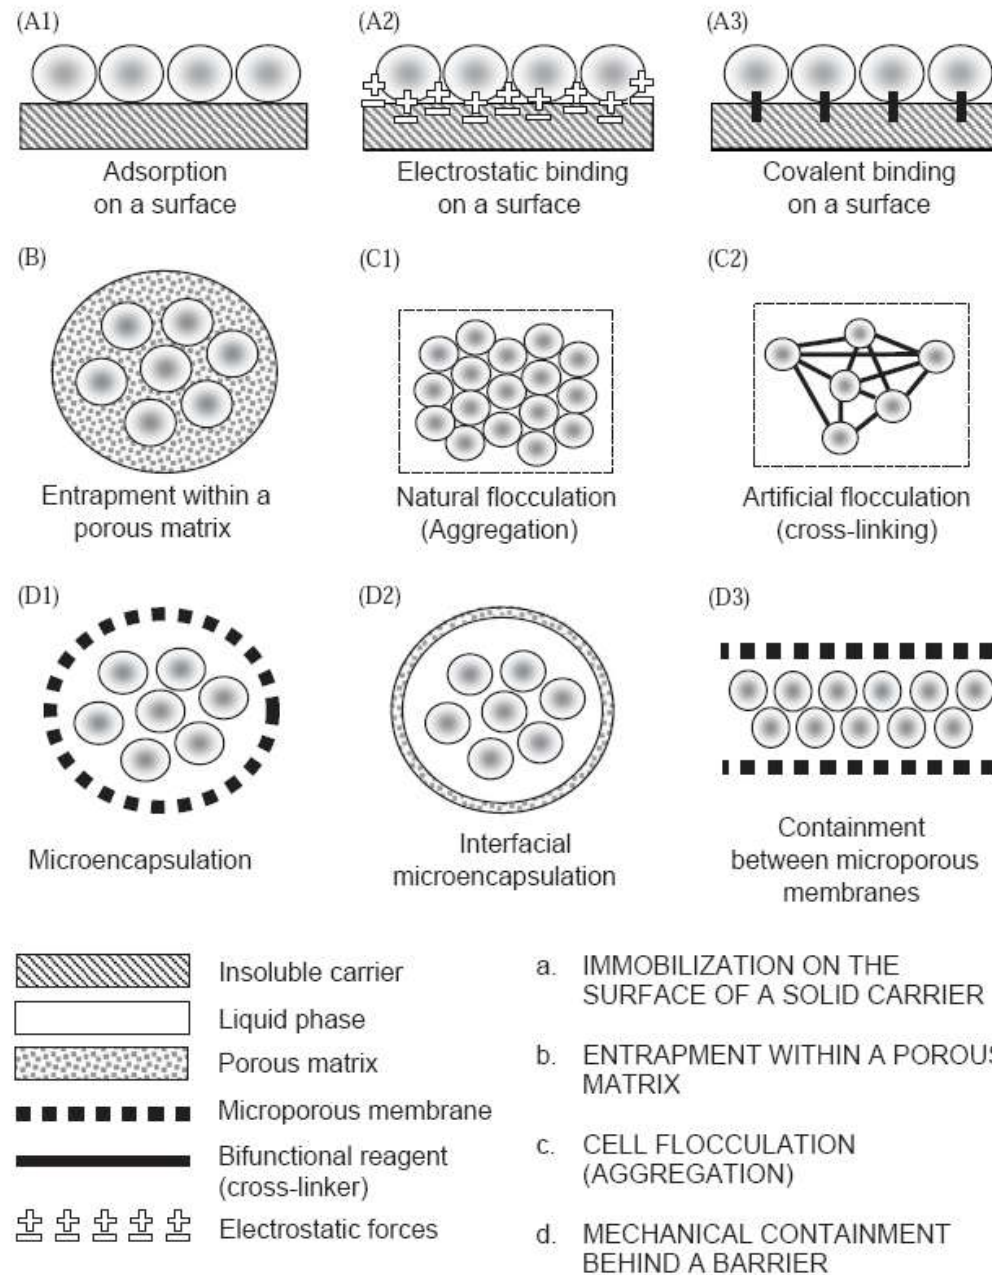 (A1)
(A2)
(A3)
Adsorption
on a surface
Electrostatic binding
on a surface
Covalent binding
on a surface
(B)
(C1)
(C2)
Entrapment within a
porous matrix
Natural flocculation
(Aggregation)
Artificial flocculation
(cross-linking)
(D1)
(D2)
(D3)
Microencapsulation
Interfacial
microencapsulation
Containment
between microporous
membranes
Insoluble carrier
Liquid phase
Porous matrix
Microporous membrane
Bifunctional reagent
(cross-linker)
Electrostatic forces
a. IMMOBILIZATION ON THE
SURFACE OF A SOLID CARRIER
b. ENTRAPMENT WITHIN A POROUS
MATRIX
c. CELL FLOCCULATION
(AGGREGATION)
d. MECHANICAL CONTAINMENT
BEHIND A BARRIER